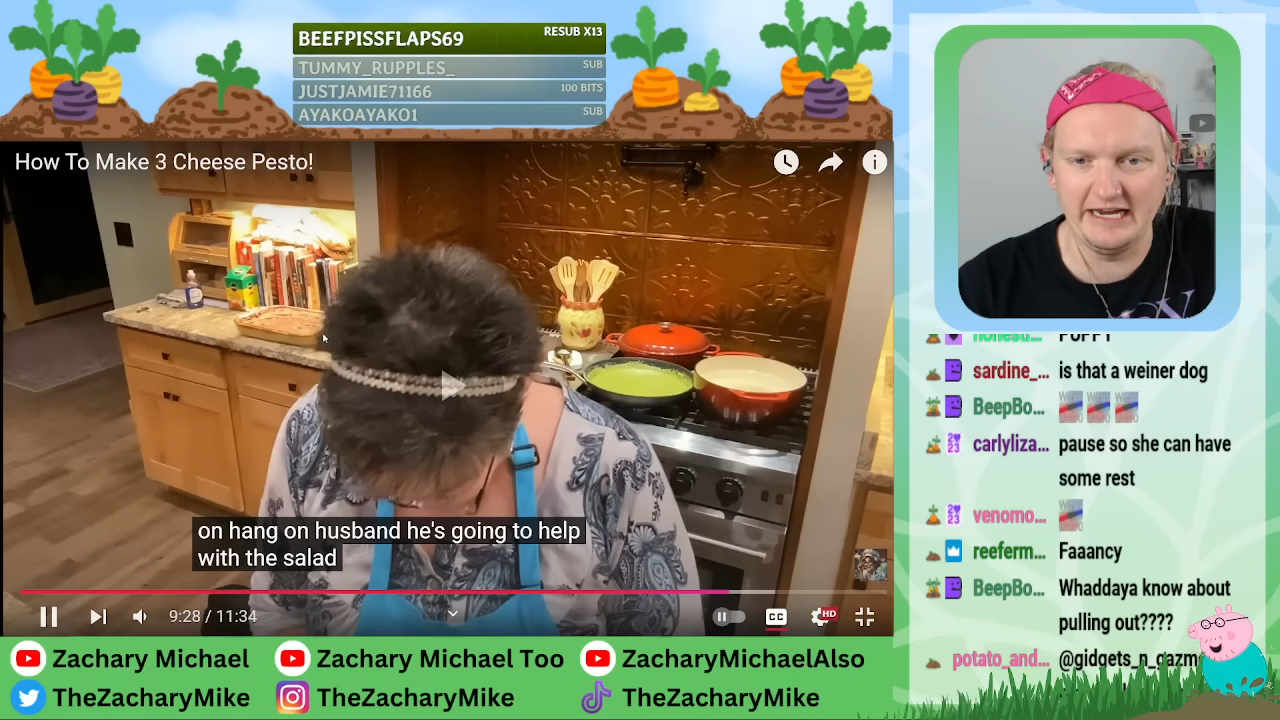 BEEFPISSFLAPS69 RESUB X13
TUMMY_RUPPLES_ SUB
JUSTJAMIE71166 100 BITS
AYAKOAYAKO1 SUB
How To Make 3 Cheese Pesto!
on hang on husband he's going to help
with the salad
9:28 / 11:34
CC
HD
sardine_... is that a weiner dog
BeepBo...
carlyliza... pause so she can have
some rest
venomo...
reeferm... Faaancy
BeepBo... Whaddaya know about
pulling out????
potato_and... @gidgets_n_gazm
Zachary Michael
Zachary Michael Too
ZacharyMichaelAlso
TheZacharyMike
TheZacharyMike
TheZacharyMike